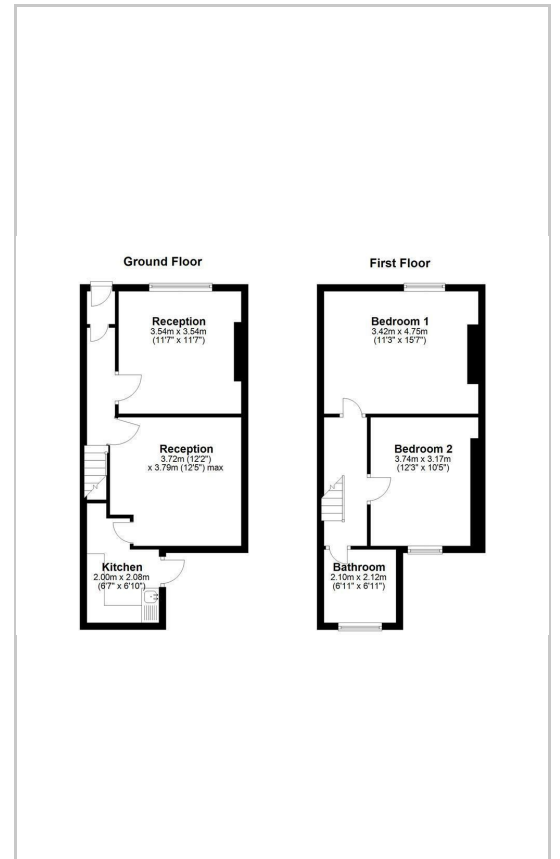 Ground Floor
Reception
3.54m x 3.54m
(11'7" x 11'7")
Reception
3.72m (12'2")
x 3.79m (12'5") max
Kitchen
2.00m x 2.08m
(6'7" x 6'10")
First Floor
Bedroom 1
3.42m x 4.75m
(11'3" x 15'7")
Bedroom 2
3.74m x 3.17m
(12'3" x 10'5")
Bathroom
2.10m x 2.12m
(6'11" x 6'11")